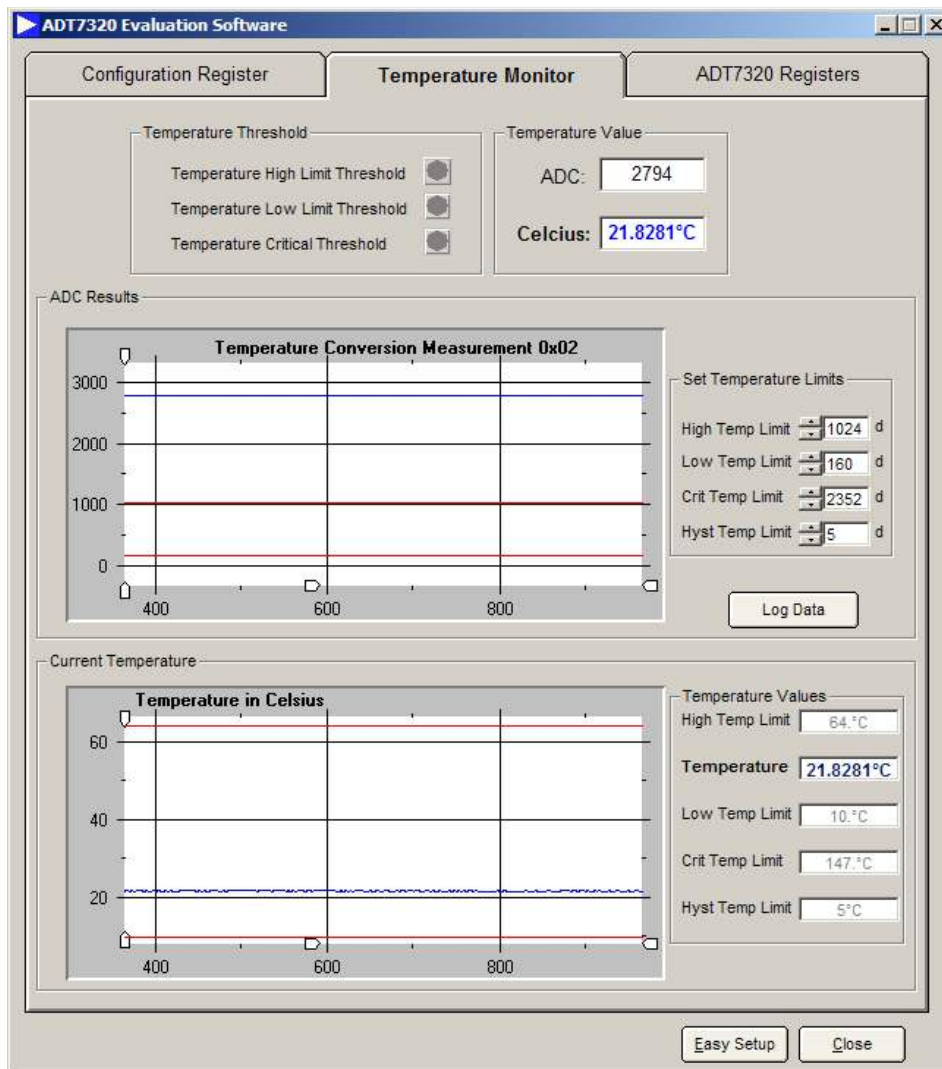 ADT7320 Evaluation Software
Configuration Register
Temperature Monitor
ADT7320 Registers
Temperature Threshold
Temperature High Limit Threshold
Temperature Low Limit Threshold
Temperature Critical Threshold
Temperature Value
ADC: 2794
Celcius: 21.8281°C
ADC Results
Temperature Conversion Measurement 0x02
3000
2000
1000
0
400 600 800
Set Temperature Limits
High Temp Limit 1024 d
Low Temp Limit 160 d
Crit Temp Limit 2352 d
Hyst Temp Limit 5 d
Log Data
Current Temperature
Temperature in Celsius
60
40
20
400 600 800
Temperature Values
High Temp Limit 64.°C
Temperature 21.8281°C
Low Temp Limit 10.°C
Crit Temp Limit 147.°C
Hyst Temp Limit 5°C
Easy Setup
Close